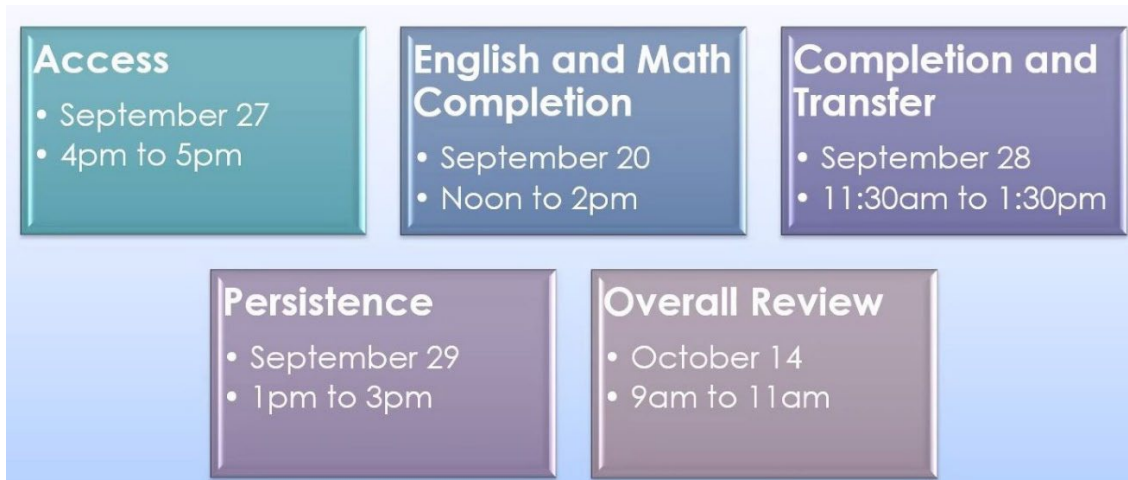 Access
• September 27
• 4pm to 5pm
English and Math
Completion
• September 20
• Noon to 2pm
Completion and
Transfer
• September 28
• 11:30am to 1:30pm
Persistence
• September 29
• 1pm to 3pm
Overall Review
• October 14
• 9am to 11am